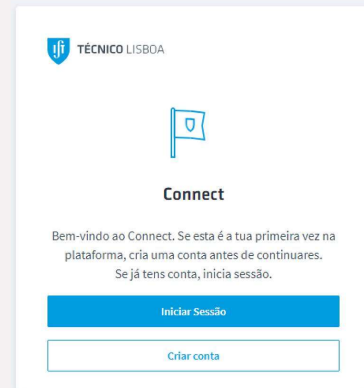 TÉCNICO LISBOA
Connect
Bem-vindo ao Connect. Se esta é a tua primeira vez na
plataforma, cria uma conta antes de continuares.
Se já tens conta, inicia sessão.
Iniciar Sessão
Criar conta